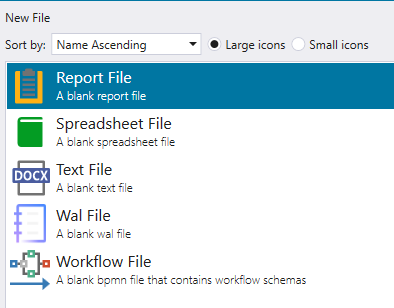 New File
Sort by: Name Ascending Large icons Small icons
Report File
A blank report file
Spreadsheet File
A blank spreadsheet file
DOCX
Text File
A blank text file
Wal File
A blank wal file
Workflow File
A blank bpmn file that contains workflow schemas